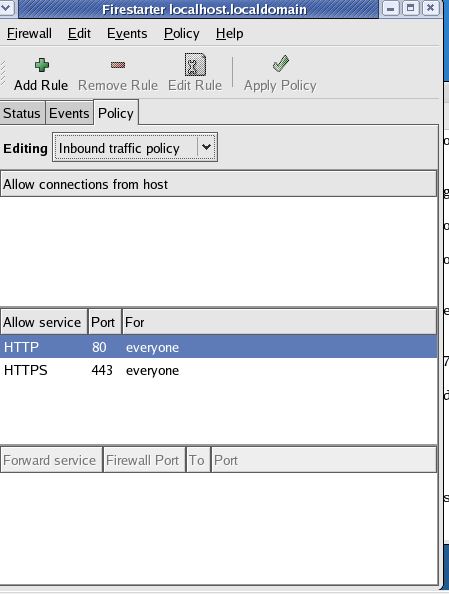 Firestarter localhost.localdomain
Firewall Edit Events Policy Help
Add Rule Remove Rule Edit Rule Apply Policy
Status Events Policy
Editing Inbound traffic policy
Allow connections from host
Allow service Port For
HTTP 80 everyone
HTTPS 443 everyone
Forward service Firewall Port To Port